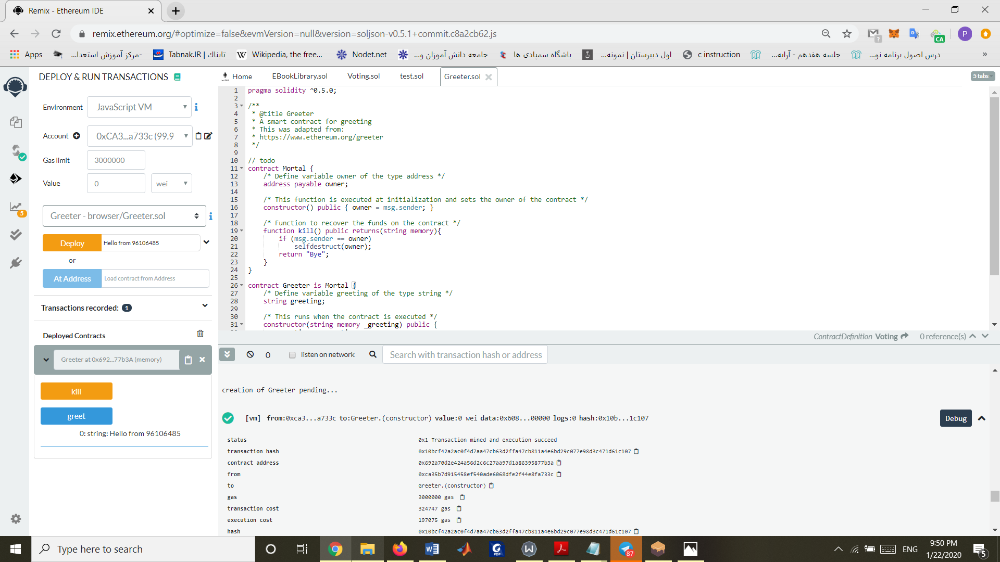 Remix - Ethereum IDE
remix.ethereum.org/#optimize=false&evmVersion=null&version=soljson-v0.5.1+commit.c8a2cb62.js
Apps
مرکز آموزش استعدا...-
تابناك | Tabnak.IR
Wikipedia, the free...
Nodet.net
جامعه دانش آموزان و...
باشگاه سمپادی ها
اول دبیرستان | نمونه...
c instruction
جلسه هفدهم - آرایه...
درس اصول برنامه نو...
»
DEPLOY & RUN TRANSACTIONS
Environment
JavaScript VM
Account
0xCA3...a733c (99.9
Gas limit
3000000
Value
0
wei
Greeter - browser/Greeter.sol
Deploy
Hello from 96106485
or
At Address
Load contract from Address
Transactions recorded: 1
Deployed Contracts
Greeter at 0x692...77b3A (memory)
kill
greet
0: string: Hello from 96106485
5
Home
EBookLibrary.sol
Voting.sol
test.sol
Greeter.sol
5 tabs
1 pragma solidity ^0.5.0;
2
3 /**
4 * @title Greeter
5 * A smart contract for greeting
6 * This was adapted from:
7 * https://www.ethereum.org/greeter
8 */
9
10 // todo
11 contract Mortal {
12 /* Define variable owner of the type address */
13 address payable owner;
14
15 /* This function is executed at initialization and sets the owner of the contract */
16 constructor() public { owner = msg.sender; }
17
18 /* Function to recover the funds on the contract */
19 function kill() public returns(string memory){
20 if (msg.sender == owner)
21 selfdestruct(owner);
22 return "Bye";
23 }
24 }
25
26 contract Greeter is Mortal {
27 /* Define variable greeting of the type string */
28 string greeting;
29
30 /* This runs when the contract is executed */
31 constructor(string memory _greeting) public {
ContractDefinition Voting 0 reference(s)
0
listen on network
Search with transaction hash or address
creation of Greeter pending...
[vm] from:0xca3...a733c to:Greeter.(constructor) value:0 wei data:0x608...00000 logs:0 hash:0x10b...1c107
Debug
status 0x1 Transaction mined and execution succeed
transaction hash 0x10bcf42a2ac0f4d7aa47cb63d2ffa47cb811a4e6bd29c077e98d3c471d61c107
contract address 0x692a70d2e424a56d2c6c27aa97d1a86395877b3a
from 0xca35b7d915458ef540ade6068dfe2f44e8fa733c
to Greeter.(constructor)
gas 3000000 gas
transaction cost 324747 gas
execution cost 197075 gas
hash 0x10bcf42a2ac0f4d7aa47cb63d2ffa47cb811a4e6bd29c077e98d3c471d61c107
Type here to search
87
ENG
9:50 PM
1/22/2020
5